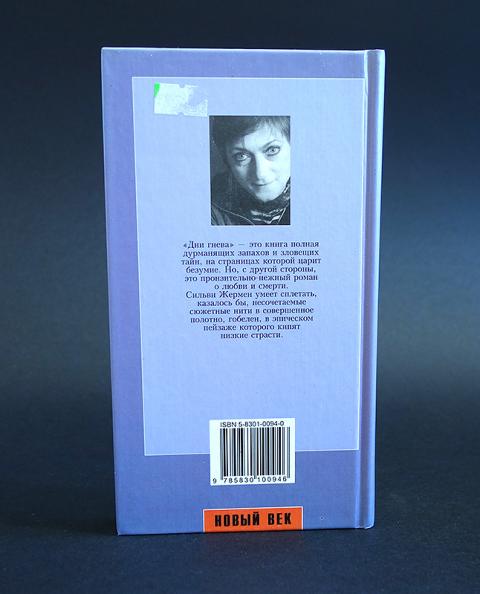 «Дни гнева» — это книга полная
дурманящих запахов и зловещих
тайн, на страницах которой царит
безумие. Но, с другой стороны,
это пронзительно-нежный роман
о любви и смерти.
Сильви Жермен умеет сплетать,
казалось бы, несочетаемые
сюжетные нити в совершенное
полотно, гобелен, в эпическом
пейзаже которого кипят
низкие страсти.
ISBN 5-8301-0094-0
9 785830 100946
НОВЫЙ ВЕК